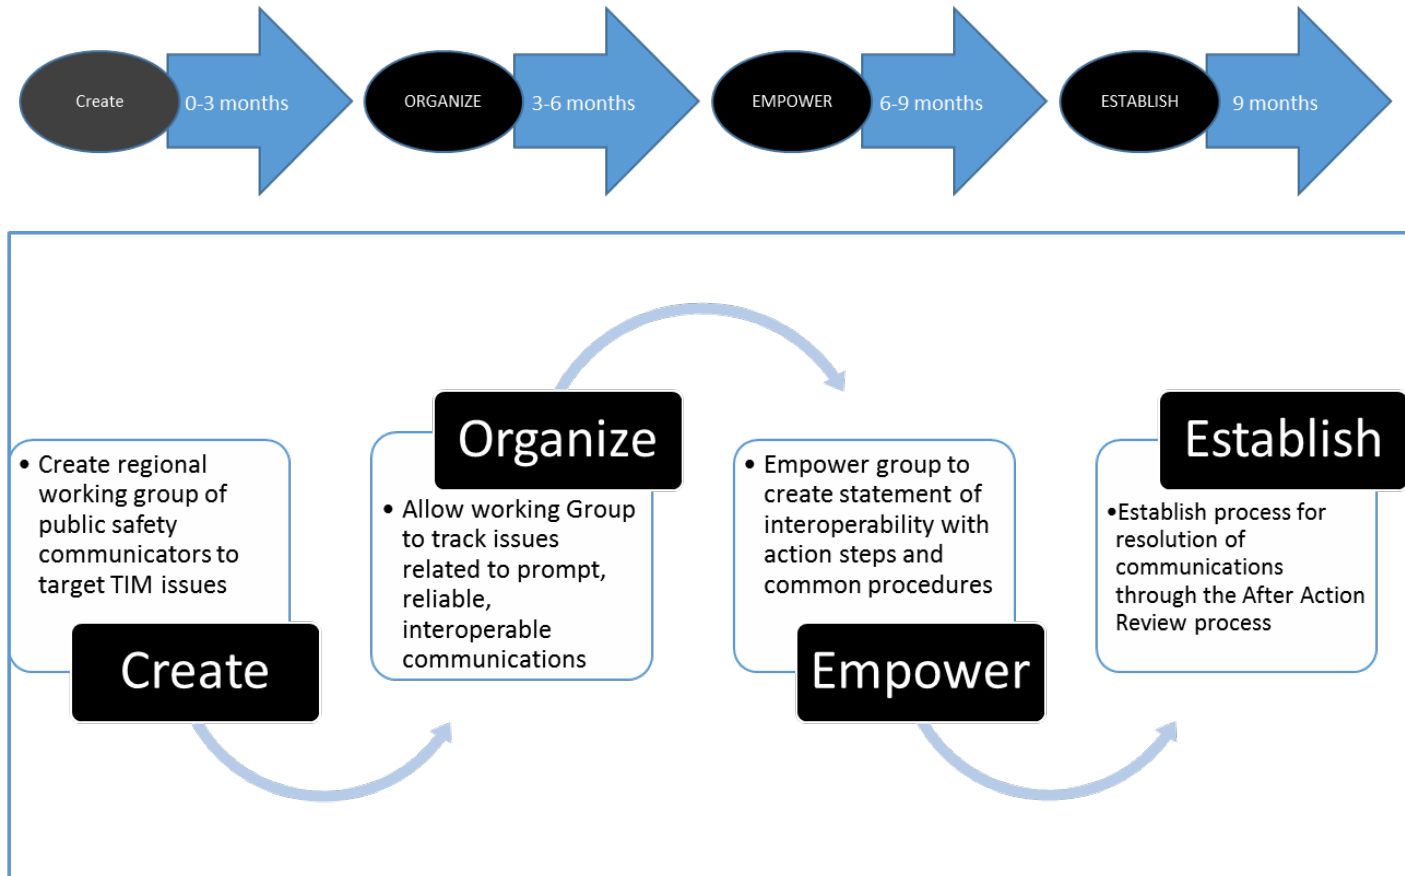 Create
0-3 months
ORGANIZE
3-6 months
EMPOWER
6-9 months
ESTABLISH
9 months
• Create regional
working group of
public safety
communicators to
target TIM issues
Create
Organize
• Allow working Group
to track issues
related to prompt,
reliable,
interoperable
communications
• Empower group to
create statement of
interoperability with
action steps and
common procedures
Empower
Establish
•Establish process for
resolution of
communications
through the After Action
Review process